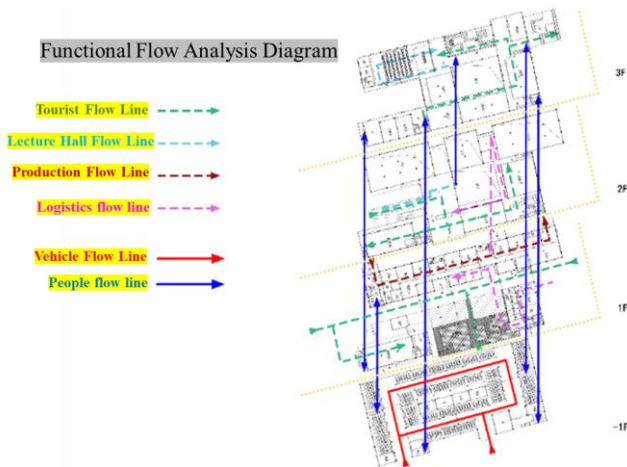 Functional Flow Analysis Diagram
Tourist Flow Line
Lecture Hall Flow Line
Production Flow Line
Logistics flow line
Vehicle Flow Line
People flow line
3F
2F
1F
-1F